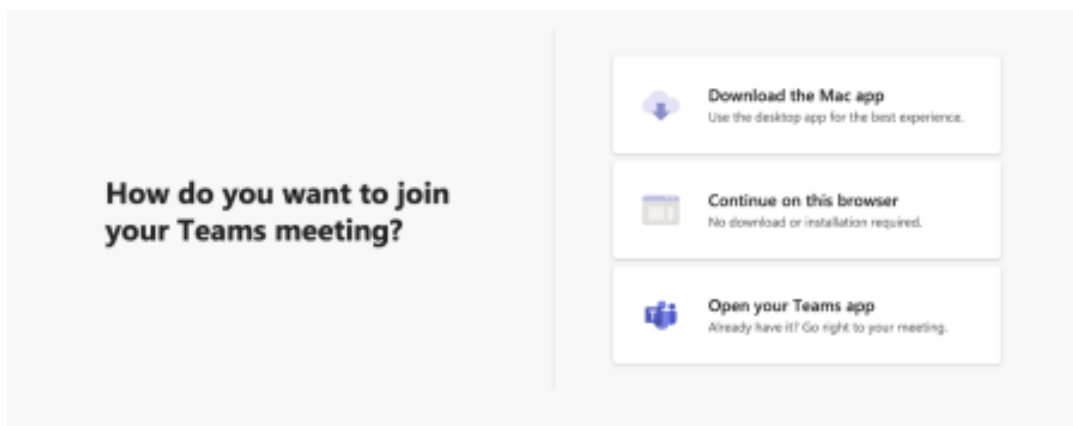 How do you want to join
your Teams meeting?
Download the Mac app
Use the desktop app for the best experience.
Continue on this browser
No download or installation required.
Open your Teams app
Already have it? Go right to your meeting.